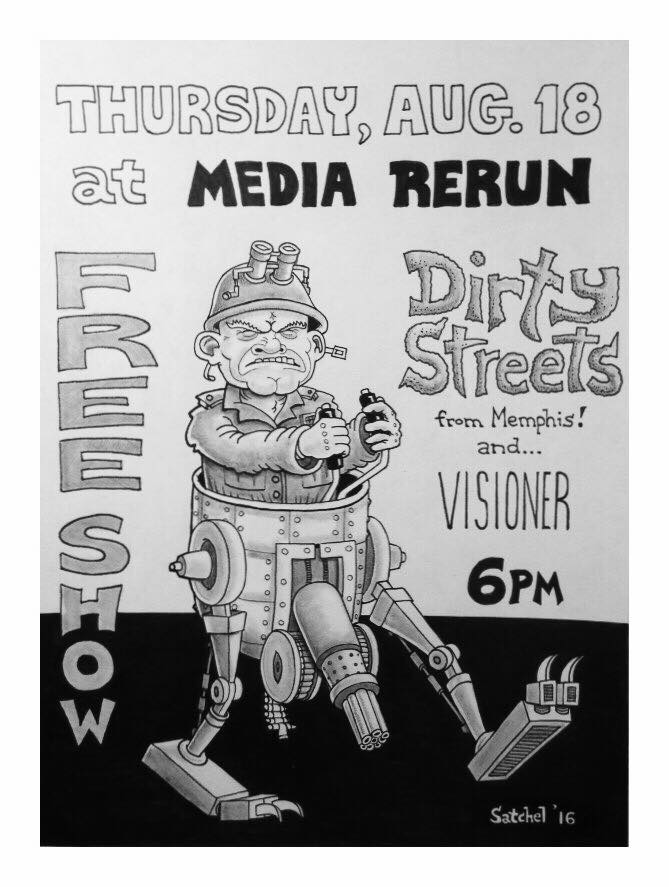 THURSDAY, AUG. 18
at MEDIA RERUN
FREE SHOW
Dirty
Streets
from Memphis!
and...
VISIONER
6PM
Satchel '16